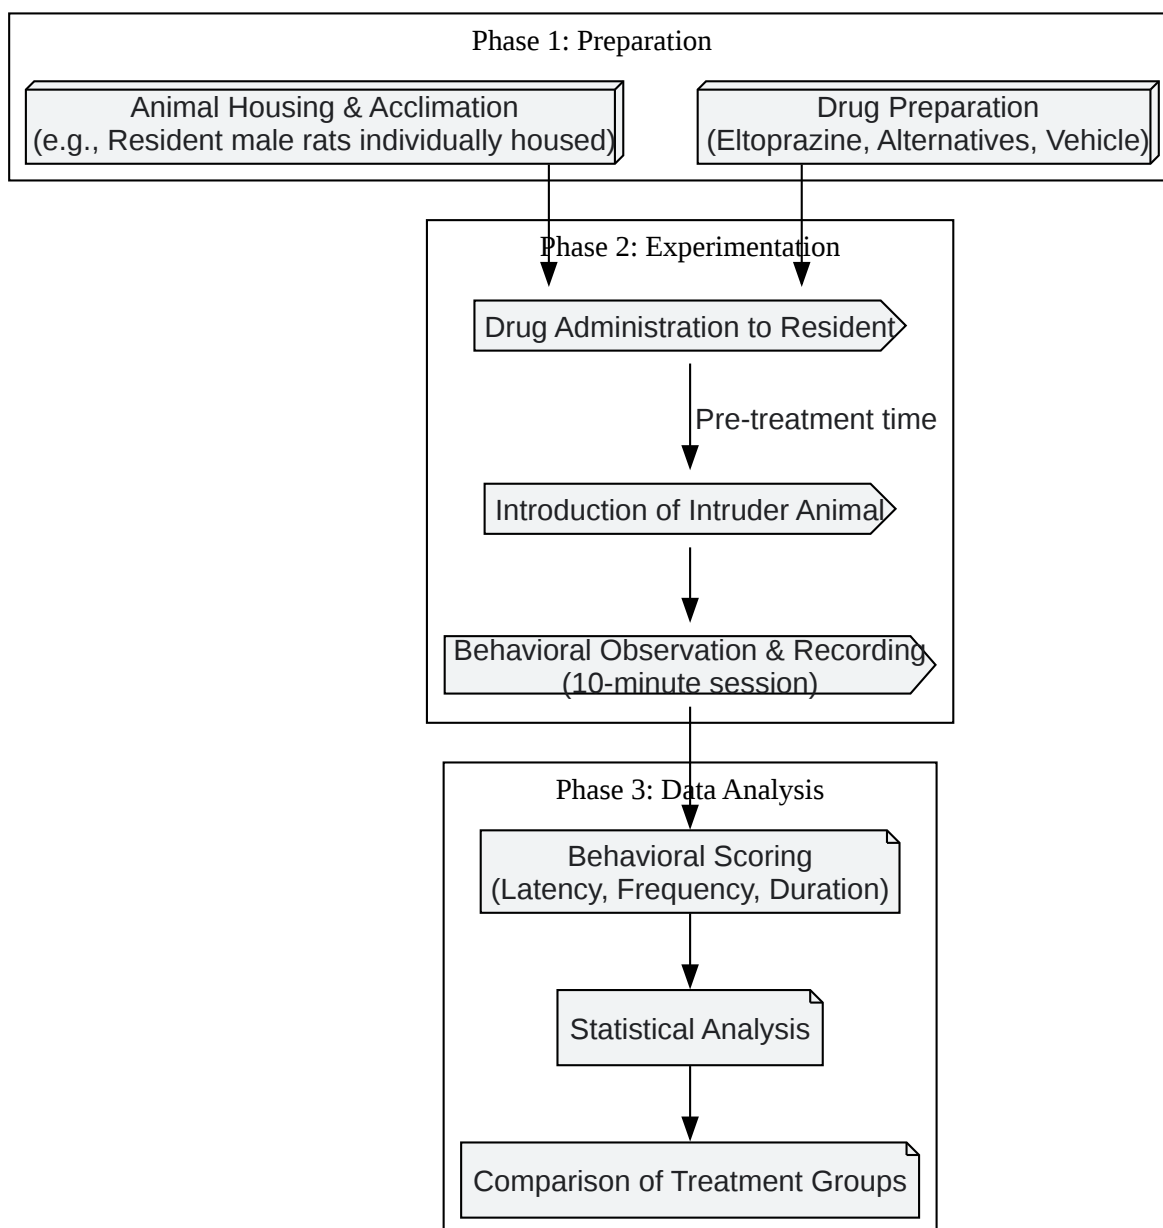 Phase 1: Preparation
Animal Housing & Acclimation
(e.g., Resident male rats individually housed)
Drug Preparation
(Eltoprazine, Alternatives, Vehicle)
Phase 2: Experimentation
Drug Administration to Resident
Pre-treatment time
Introduction of Intruder Animal
Behavioral Observation & Recording
(10-minute session)
Phase 3: Data Analysis
Behavioral Scoring
(Latency, Frequency, Duration)
Statistical Analysis
Comparison of Treatment Groups